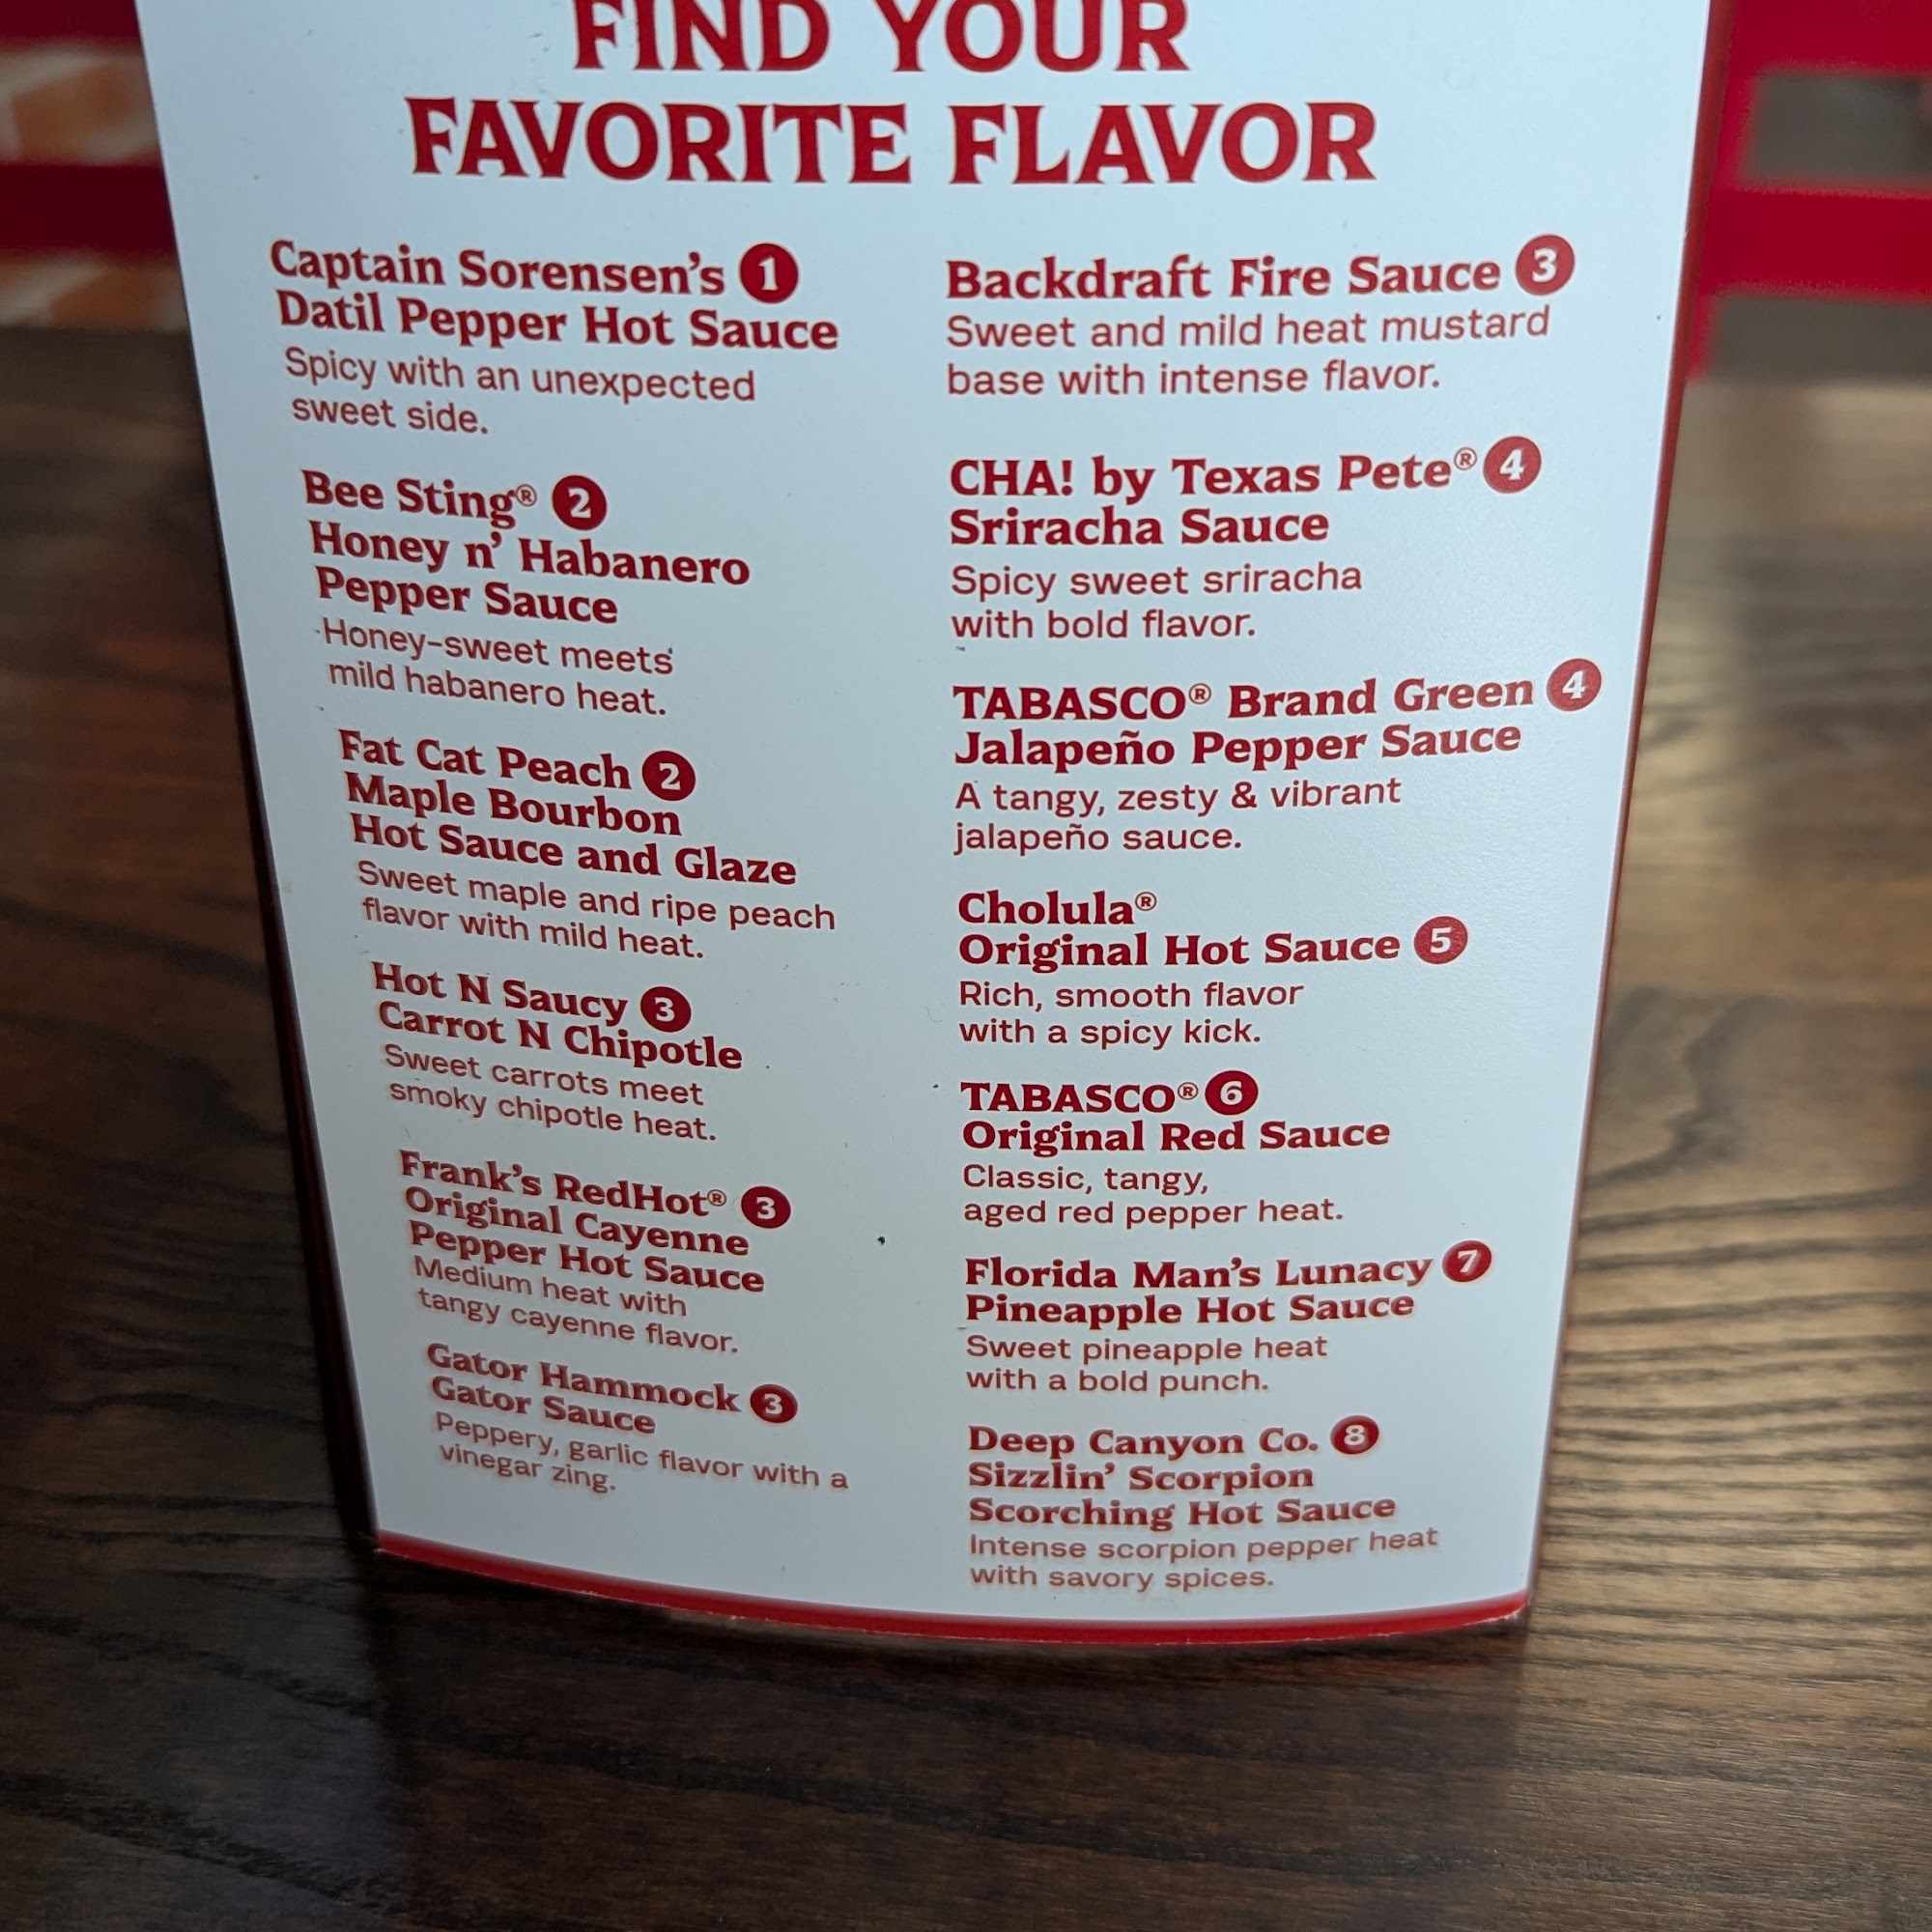 FIND YOUR
FAVORITE FLAVOR
Captain Sorensen's 1
Datil Pepper Hot Sauce
Spicy with an unexpected
sweet side.
Bee Sting® 2
Honey n' Habanero
Pepper Sauce
Honey-sweet meets
mild habanero heat.
Fat Cat Peach 2
Maple Bourbon
Hot Sauce and Glaze
Sweet maple and ripe peach
flavor with mild heat.
Hot N Saucy 3
Carrot N Chipotle
Sweet carrots meet
smoky chipotle heat.
Frank's RedHot® 3
Original Cayenne
Pepper Hot Sauce
Medium heat with
tangy cayenne flavor.
Gator Hammock 3
Gator Sauce
Peppery, garlic flavor with a
vinegar zing.
Backdraft Fire Sauce 3
Sweet and mild heat mustard
base with intense flavor.
CHA! by Texas Pete® 4
Sriracha Sauce
Spicy sweet sriracha
with bold flavor.
TABASCO® Brand Green 4
Jalapeño Pepper Sauce
A tangy, zesty & vibrant
jalapeño sauce.
Cholula®
Original Hot Sauce 5
Rich, smooth flavor
with a spicy kick.
TABASCO® 6
Original Red Sauce
Classic, tangy,
aged red pepper heat.
Florida Man's Lunacy 7
Pineapple Hot Sauce
Sweet pineapple heat
with a bold punch.
Deep Canyon Co. 8
Sizzlin' Scorpion
Scorching Hot Sauce
Intense scorpion pepper heat
with savory spices.